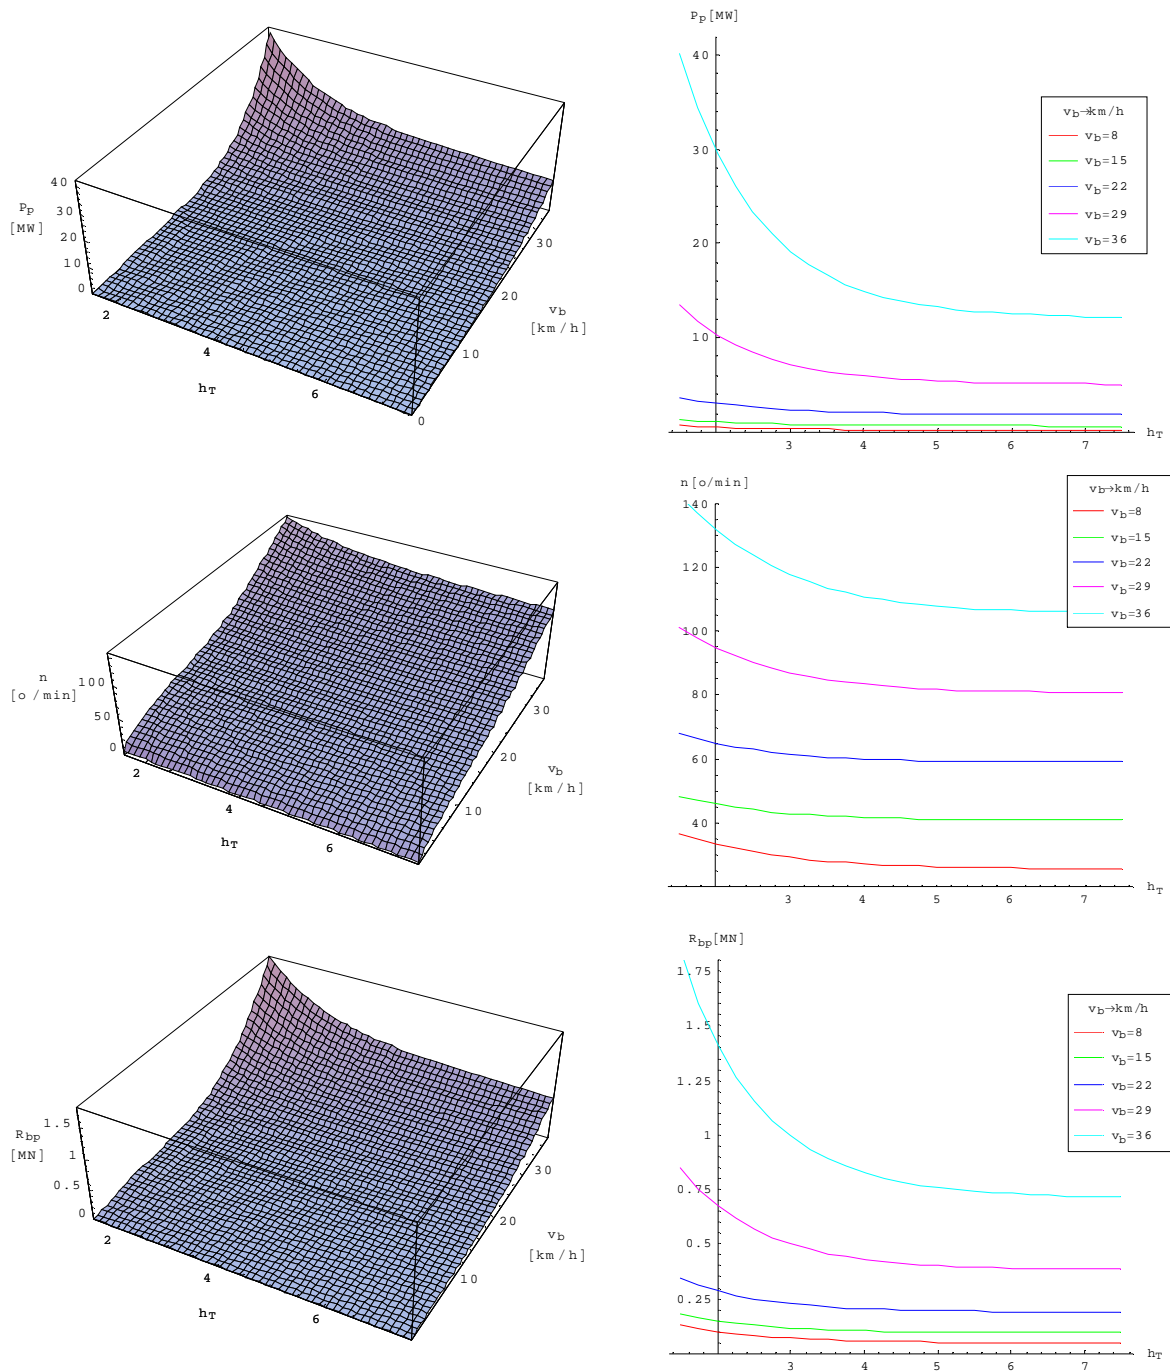 40
30
20
10
0
P_p
[MW]
2
4
6
h_T
0
10
20
30
v_b
[km/h]
P_p[MW]
40
30
20
10
3
4
5
6
7
h_T
v_b→km/h
v_b=8
v_b=15
v_b=22
v_b=29
v_b=36
100
50
0
n
[o/min]
2
4
6
h_T
10
20
30
v_b
[km/h]
n[o/min]
140
120
100
80
60
40
3
4
5
6
7
h_T
v_b→km/h
v_b=8
v_b=15
v_b=22
v_b=29
v_b=36
1.5
1
0.5
0
R_bp
[MN]
2
4
6
h_T
10
20
30
v_b
[km/h]
R_bp[MN]
1.75
1.5
1.25
1
0.75
0.5
0.25
3
4
5
6
7
h_T
v_b→km/h
v_b=8
v_b=15
v_b=22
v_b=29
v_b=36